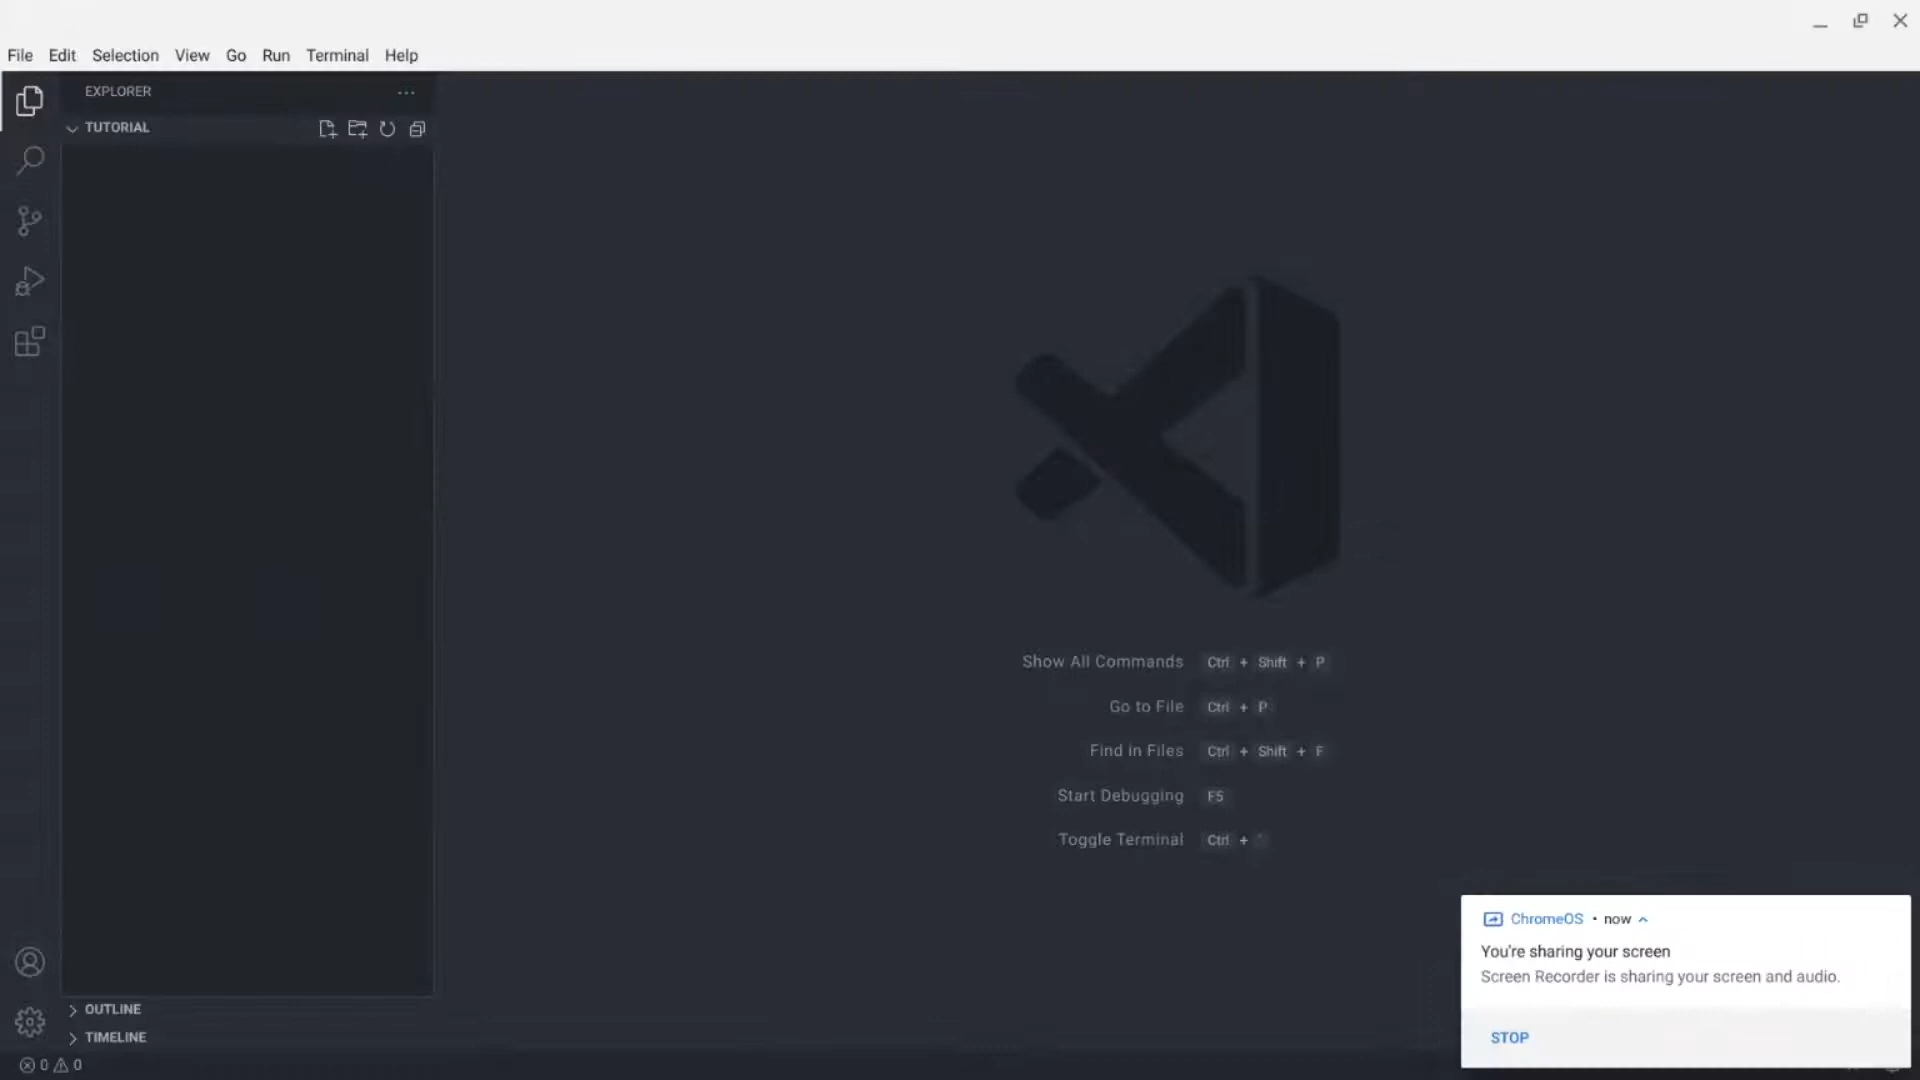 File Edit Selection View Go Run Terminal Help
EXPLORER
TUTORIAL
Show All Commands Ctrl + Shift + P
Go to File Ctrl + P
Find in Files Ctrl + Shift + F
Start Debugging F5
Toggle Terminal Ctrl + `
ChromeOS • now
You're sharing your screen
Screen Recorder is sharing your screen and audio.
STOP
OUTLINE
TIMELINE
0 0